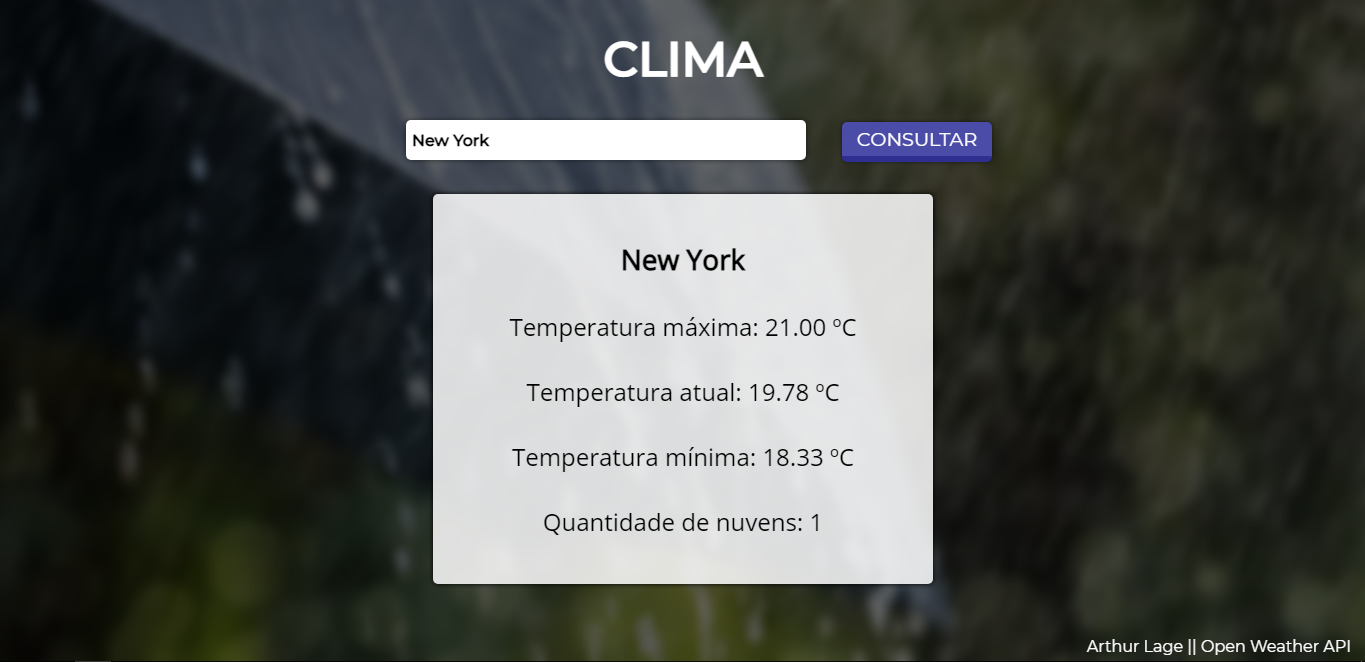 CLIMA
New York
CONSULTAR
New York
Temperatura máxima: 21.00 ºC
Temperatura atual: 19.78 ºC
Temperatura mínima: 18.33 ºC
Quantidade de nuvens: 1
Arthur Lage || Open Weather API